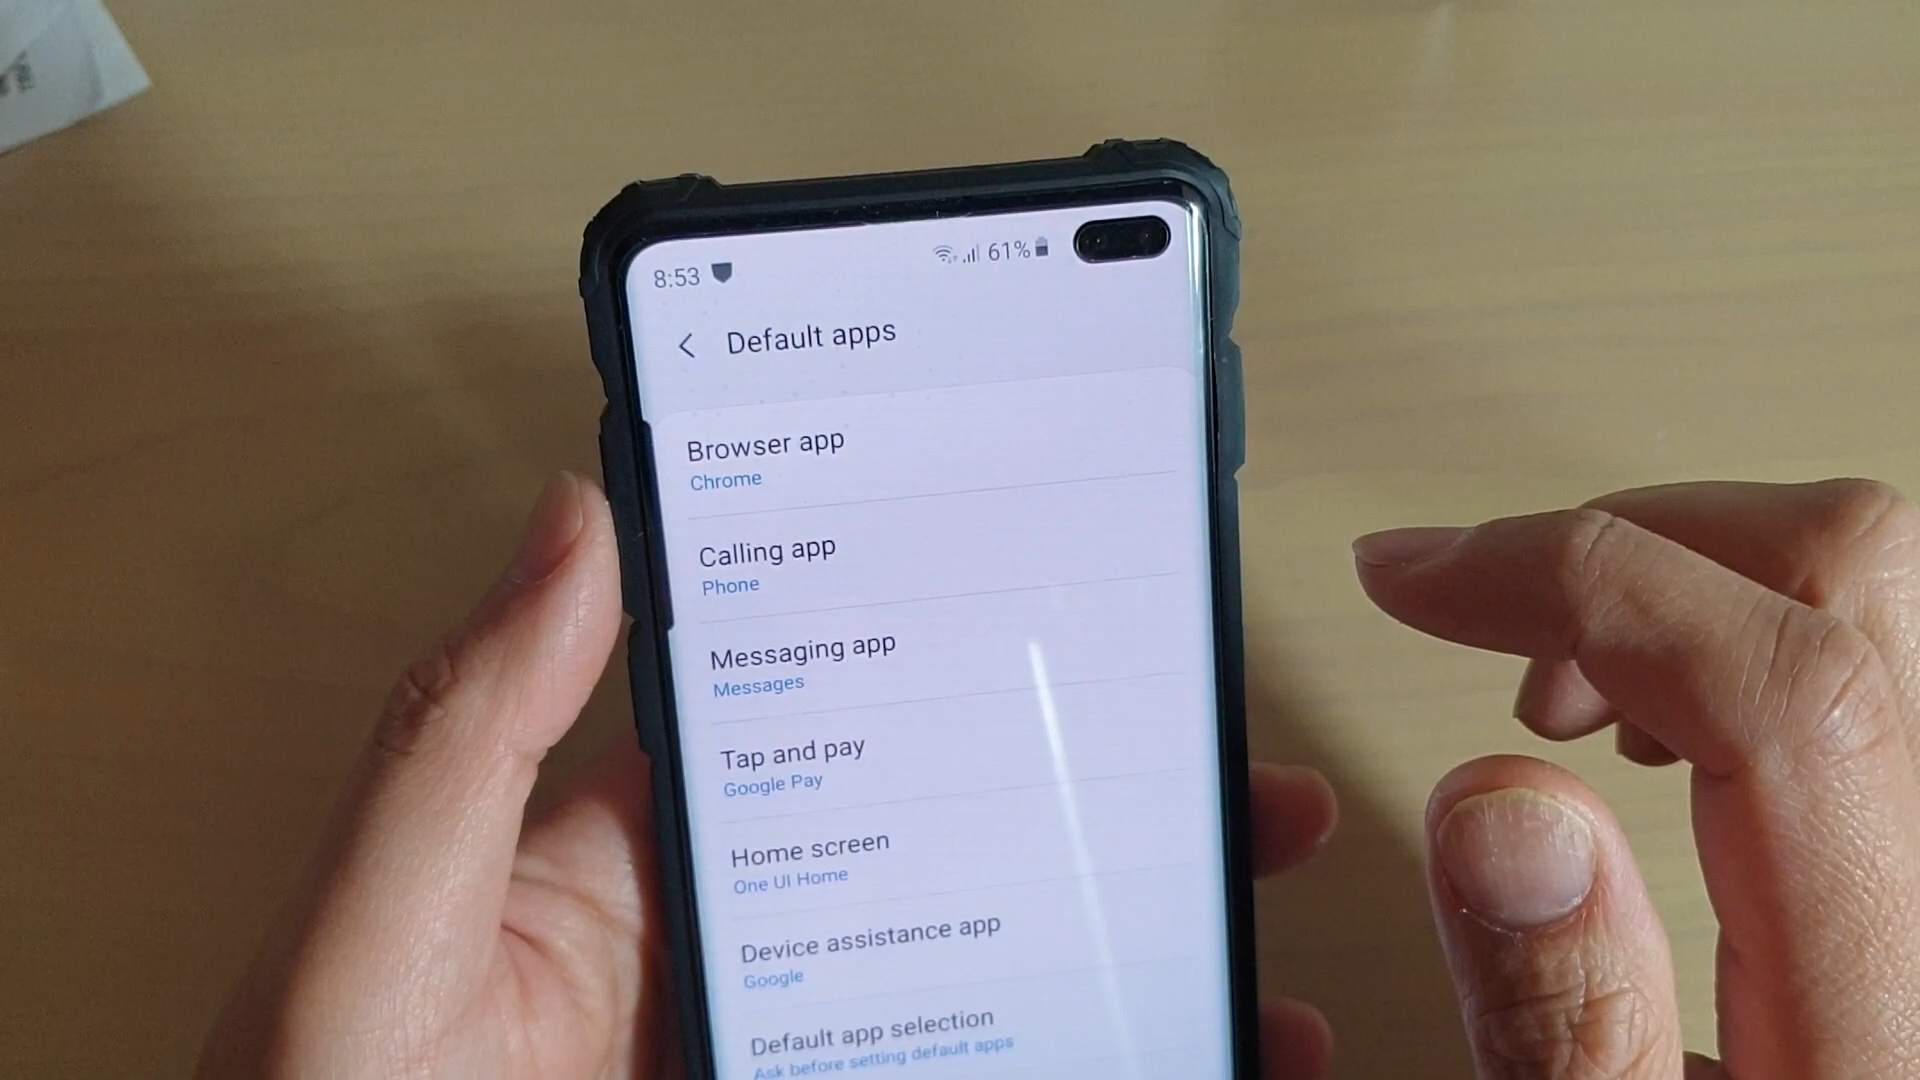 8:53 61%
Default apps
Browser app
Chrome
Calling app
Phone
Messaging app
Messages
Tap and pay
Google Pay
Home screen
One UI Home
Device assistance app
Google
Default app selection
Ask before setting default apps